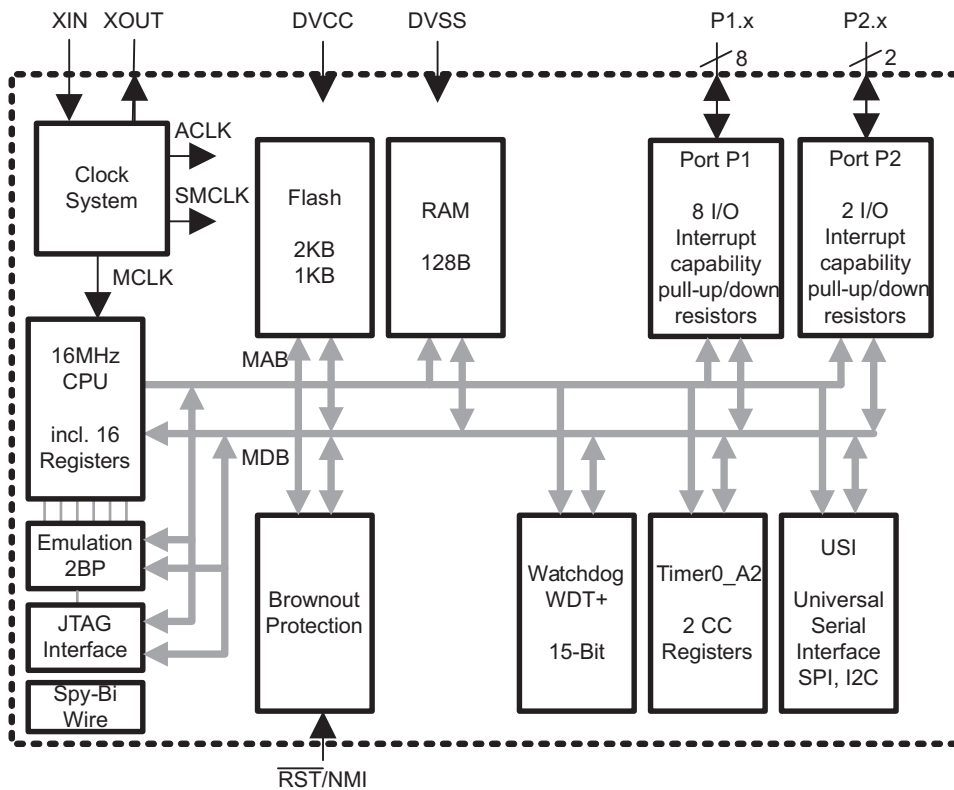 XIN XOUT DVCC DVSS P1.x P2.x
8 2
ACLK
SMCLK
MCLK
Clock
System
Flash
2KB
1KB
RAM
128B
Port P1
8 I/O
Interrupt
capability
pull-up/down
resistors
Port P2
2 I/O
Interrupt
capability
pull-up/down
resistors
16MHz
CPU
incl. 16
Registers
MAB
MDB
Emulation
2BP
JTAG
Interface
Spy-Bi
Wire
Brownout
Protection
Watchdog
WDT+
15-Bit
Timer0_A2
2 CC
Registers
USI
Universal
Serial
Interface
SPI, I2C
RST/NMI